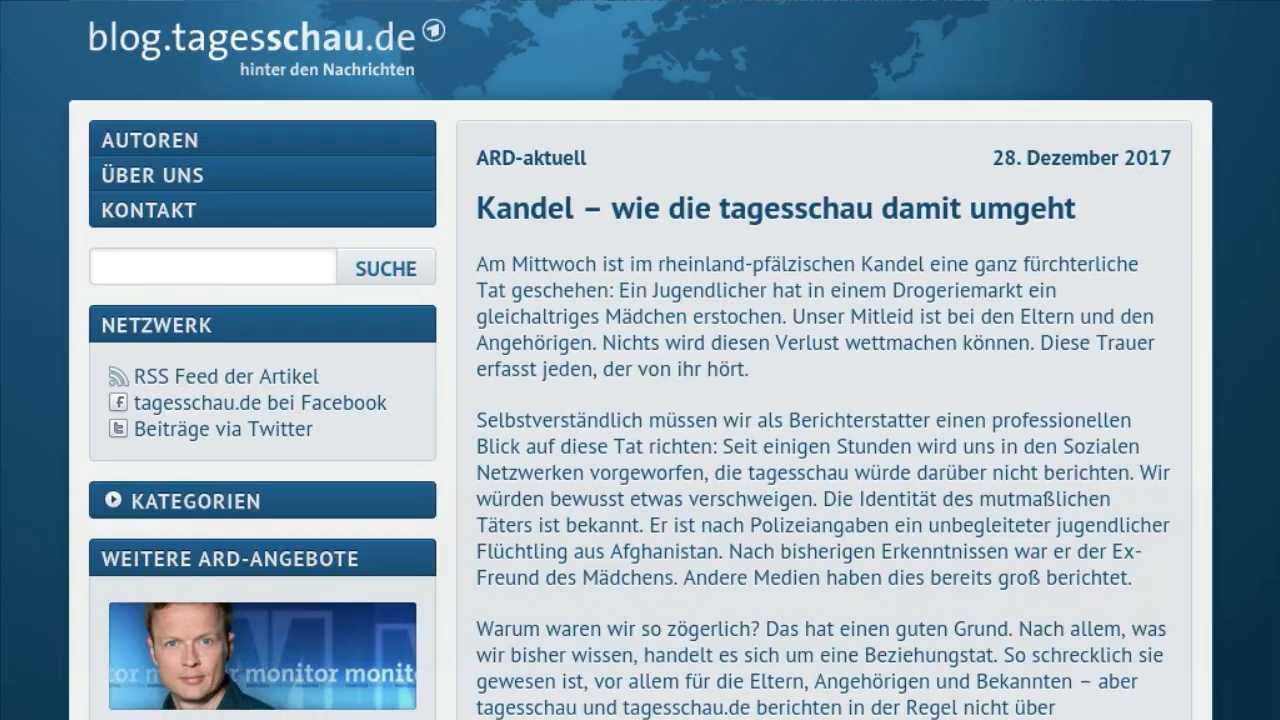 blog.tagesschau.de
hinter den Nachrichten
AUTOREN
ÜBER UNS
KONTAKT
SUCHE
NETZWERK
RSS Feed der Artikel
tagesschau.de bei Facebook
Beiträge via Twitter
KATEGORIEN
WEITERE ARD-ANGEBOTE
tor m r monitor monit
ARD-aktuell 28. Dezember 2017
Kandel – wie die tagesschau damit umgeht
Am Mittwoch ist im rheinland-pfälzischen Kandel eine ganz fürchterliche
Tat geschehen: Ein Jugendlicher hat in einem Drogeriemarkt ein
gleichaltriges Mädchen erstochen. Unser Mitleid ist bei den Eltern und den
Angehörigen. Nichts wird diesen Verlust wettmachen können. Diese Trauer
erfasst jeden, der von ihr hört.
Selbstverständlich müssen wir als Berichterstatter einen professionellen
Blick auf diese Tat richten: Seit einigen Stunden wird uns in den Sozialen
Netzwerken vorgeworfen, die tagesschau würde darüber nicht berichten. Wir
würden bewusst etwas verschweigen. Die Identität des mutmaßlichen
Täters ist bekannt. Er ist nach Polizeiangaben ein unbegleiteter jugendlicher
Flüchtling aus Afghanistan. Nach bisherigen Erkenntnissen war er der Ex-
Freund des Mädchens. Andere Medien haben dies bereits groß berichtet.
Warum waren wir so zögerlich? Das hat einen guten Grund. Nach allem, was
wir bisher wissen, handelt es sich um eine Beziehungstat. So schrecklich sie
gewesen ist, vor allem für die Eltern, Angehörigen und Bekannten – aber
tagesschau und tagesschau.de berichten in der Regel nicht über